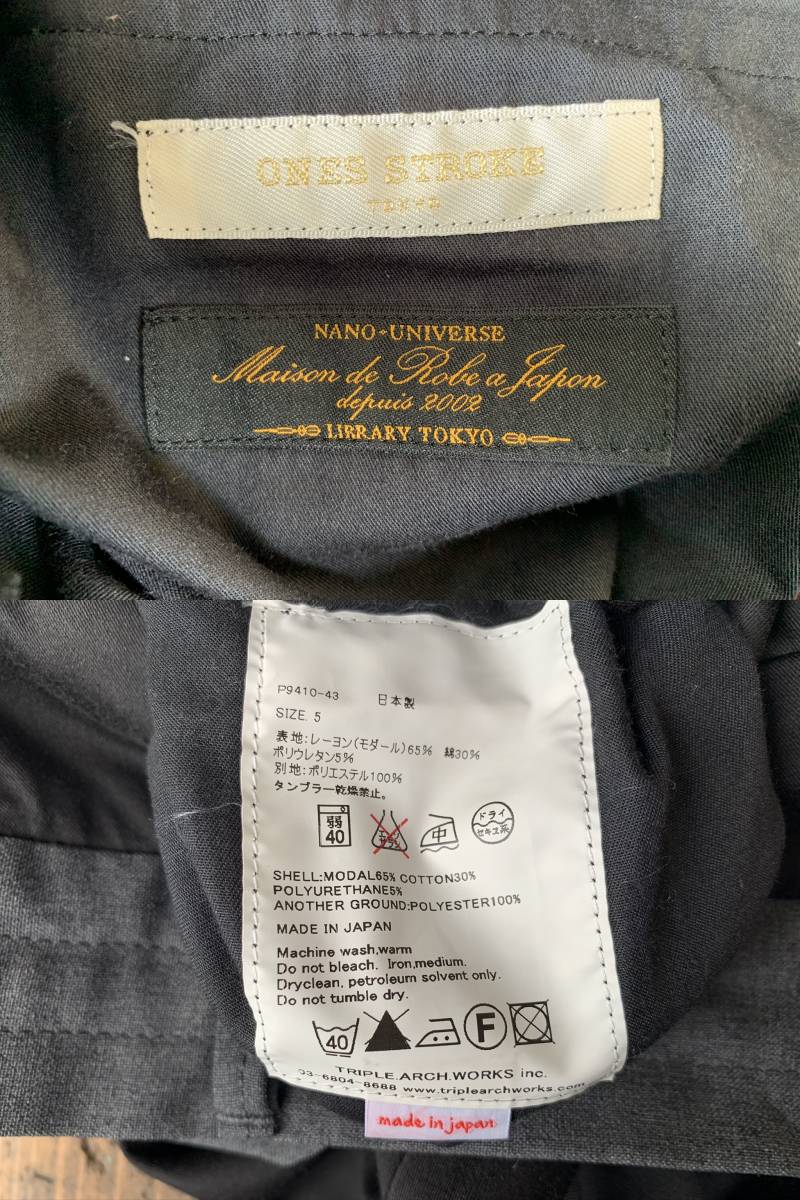 ONES STROKE
TOKYO
NANO-UNIVERSE
Maison de Robe a Japon
depuis 2002
LIBRARY TOKYO
P9410-43 日本製
SIZE. 5
表地:レーヨン(モダール)65% 綿30%
ポリウレタン5%
別地:ポリエステル100%
タンブラー乾燥禁止。
弱 中 ドライ
40 セキユ系
SHELL:MODAL65% COTTON30%
POLYURETHANE5%
ANOTHER GROUND:POLYESTER100%
MADE IN JAPAN
Machine wash,warm
Do not bleach. Iron,medium.
Dryclean, petroleum solvent only.
Do not tumble dry.
40 F
TRIPLE.ARCH.WORKS inc.
03-6804-8688 www.triplearchworks.com
made in japan